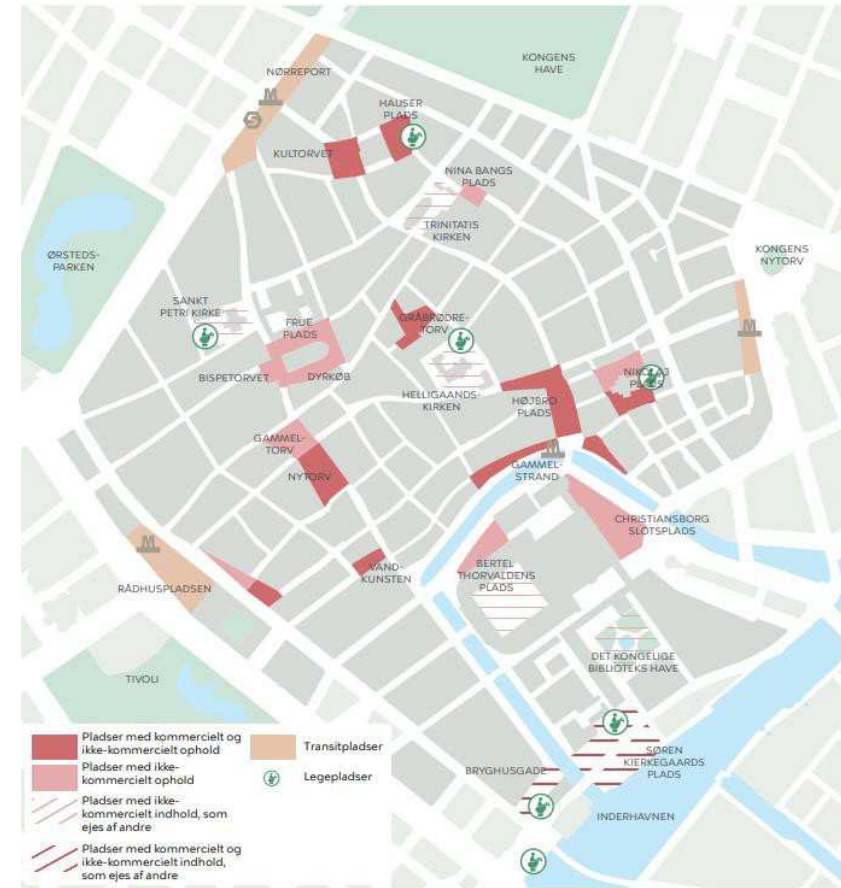 NØRREPORT
KONGENS
HAVE
M
S
HAUSER
PLADS
KULTORVET
NINA BANGS
PLADS
TRINITATIS
KIRKEN
ØRSTEDS-
PARKEN
KONGENS
NYTORV
SANKT
PETRI KIRKE
FRUE
PLADS
GRÅBRØDRE-
TORV
M
BISPETORVET
DYRKØB
HELLIGAANDS-
KIRKEN
HØJBRO
PLADS
NIKOLAJ
PLADS
GAMMEL-
TORV
NYTORV
M
GAMMEL-
STRAND
CHRISTIANSBORG
SLOTSPLADS
M
RÅDHUSPLADSEN
VAND-
KUNSTEN
BERTEL
THORVALDENS
PLADS
DET KONGELIGE
BIBLIOTEKS HAVE
TIVOLI
SØREN
KIERKEGAARDS
PLADS
BRYGHUSGADE
INDERHAVNEN
Pladser med kommercielt og
ikke-kommercielt ophold
Pladser med ikke-
kommercielt ophold
Pladser med ikke-
kommercielt indhold, som
ejes af andre
Pladser med kommercielt og
ikke-kommercielt indhold,
som ejes af andre
Transitpladser
Legepladser